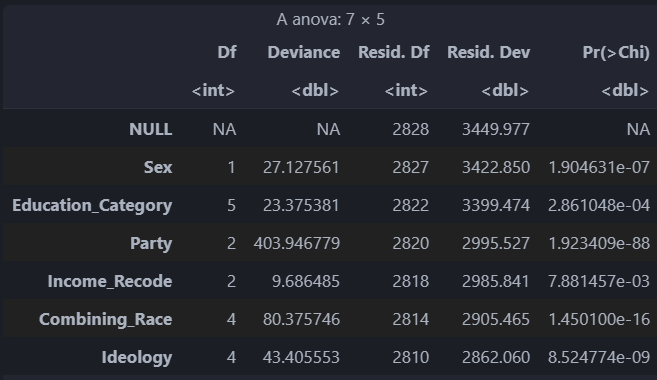 A anova: 7 × 5
Df Deviance Resid. Df Resid. Dev Pr(>Chi)
<int> <dbl> <int> <dbl> <dbl>
NULL NA NA 2828 3449.977 NA
Sex 1 27.127561 2827 3422.850 1.904631e-07
Education_Category 5 23.375381 2822 3399.474 2.861048e-04
Party 2 403.946779 2820 2995.527 1.923409e-88
Income_Recode 2 9.686485 2818 2985.841 7.881457e-03
Combining_Race 4 80.375746 2814 2905.465 1.450100e-16
Ideology 4 43.405553 2810 2862.060 8.524774e-09